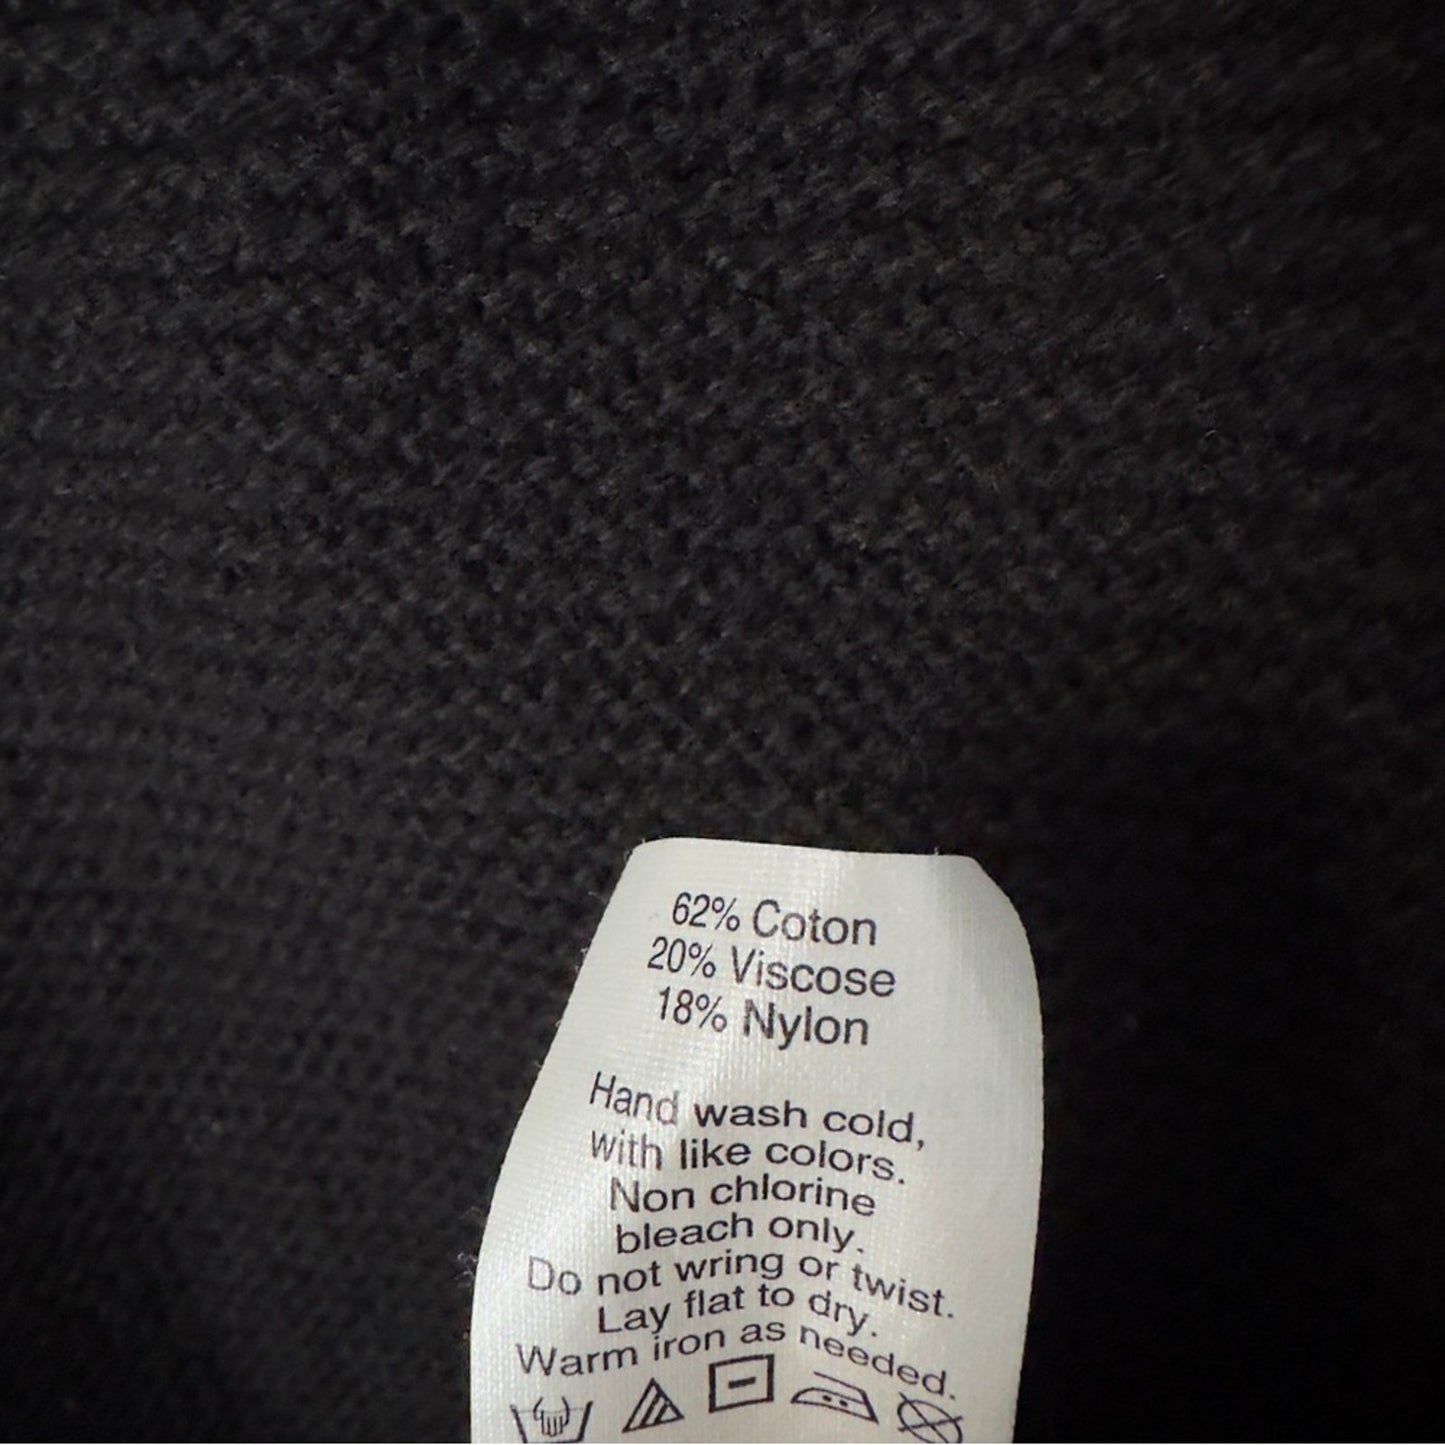 62% Coton
20% Viscose
18% Nylon
Hand wash cold,
with like colors.
Non chlorine
bleach only.
Do not wring or twist.
Lay flat to dry.
Warm iron as needed.